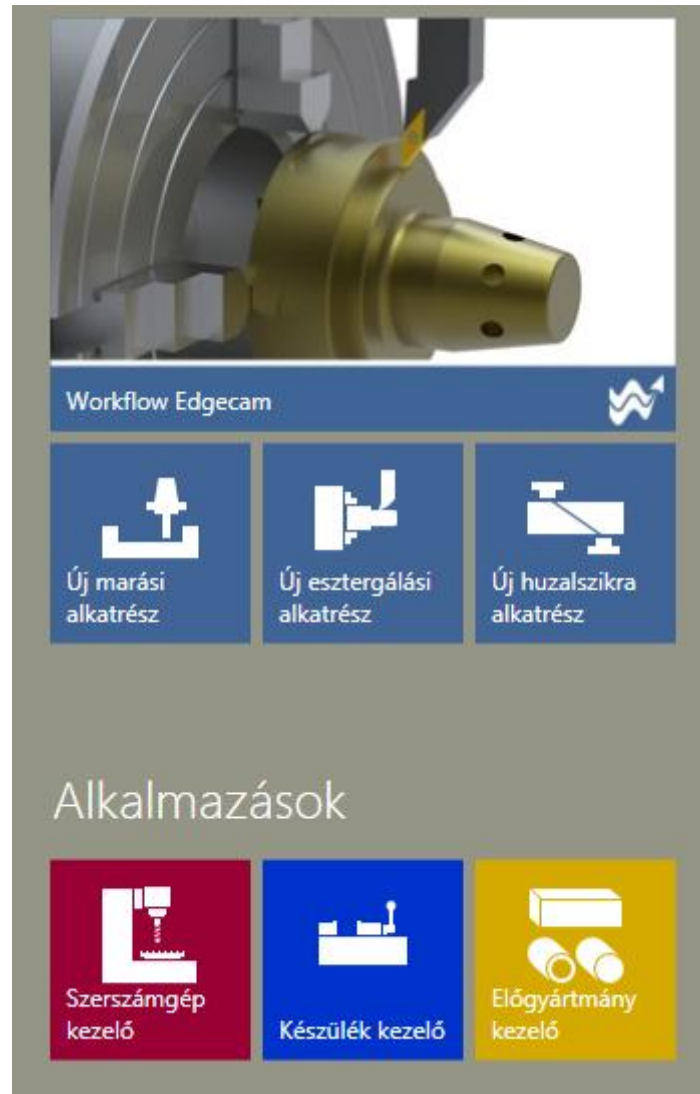 Workflow Edgecam
Új marási
alkatrész
Új esztergálási
alkatrész
Új huzalszikra
alkatrész
Alkalmazások
Szerszámgép
kezelő
Készülék kezelő
Előgyártmány
kezelő